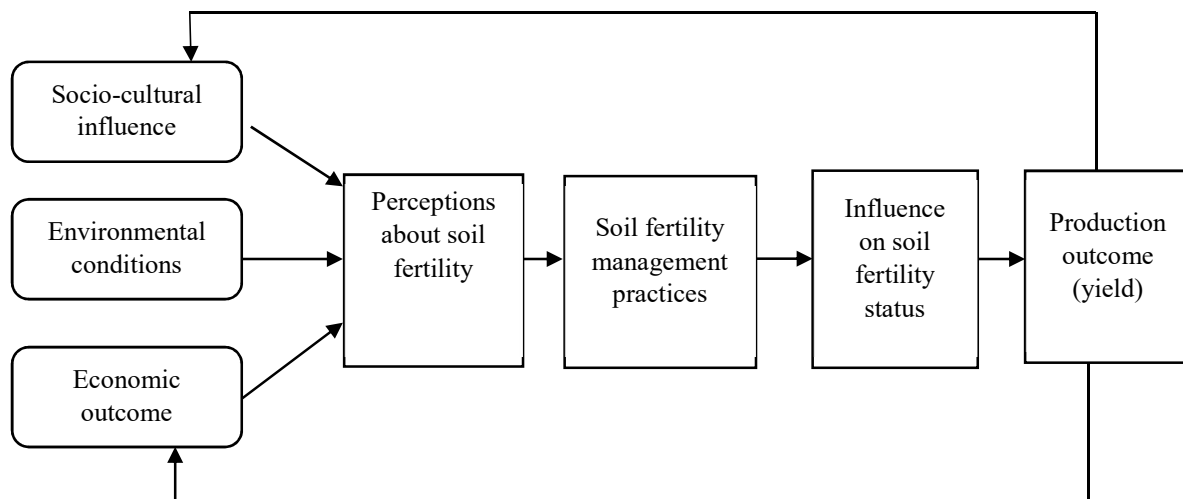 Socio-cultural
influence
Environmental
conditions
Economic
outcome
Perceptions
about soil
fertility
Soil fertility
management
practices
Influence
on soil
fertility
status
Production
outcome
(yield)